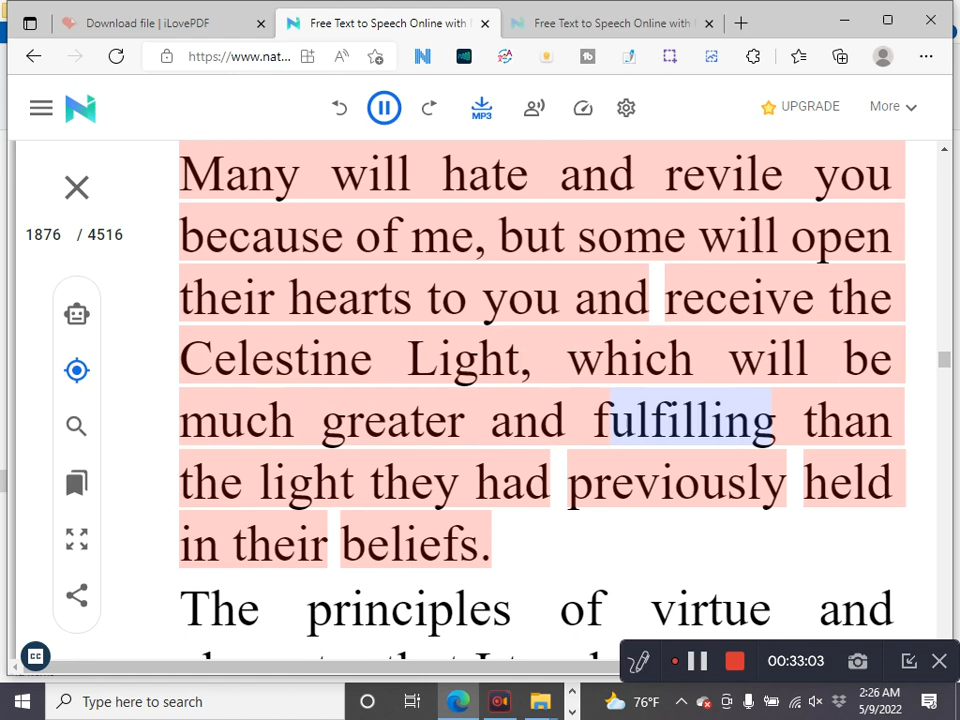 Download file | iLovePDF
Free Text to Speech Online with
Free Text to Speech Online with
https://www.nat...
MP3
UPGRADE
More
Many will hate and revile you
because of me, but some will open
their hearts to you and receive the
Celestine Light, which will be
much greater and fulfilling than
the light they had previously held
in their beliefs.
The principles of virtue and
1876 / 4516
CC
00:33:03
Type here to search
76°F
2:26 AM
5/9/2022